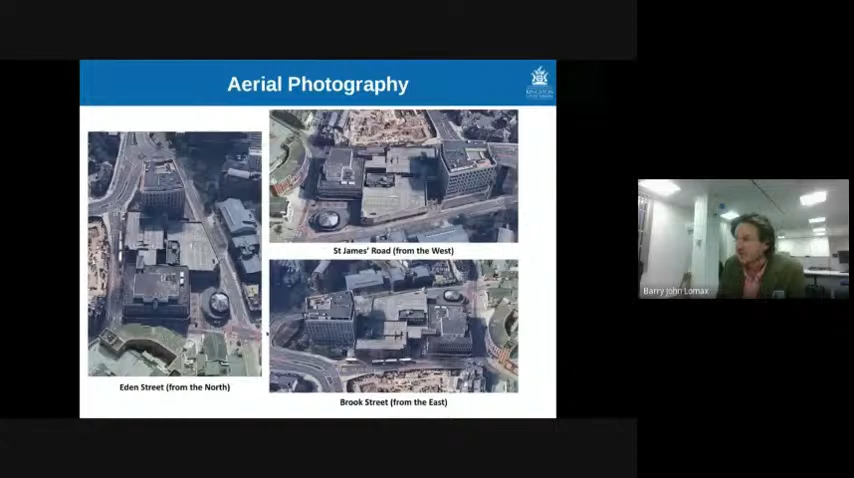 Aerial Photography
KINGSTON
St James' Road (from the West)
Barry John Lomax
Eden Street (from the North)
Brook Street (from the East)